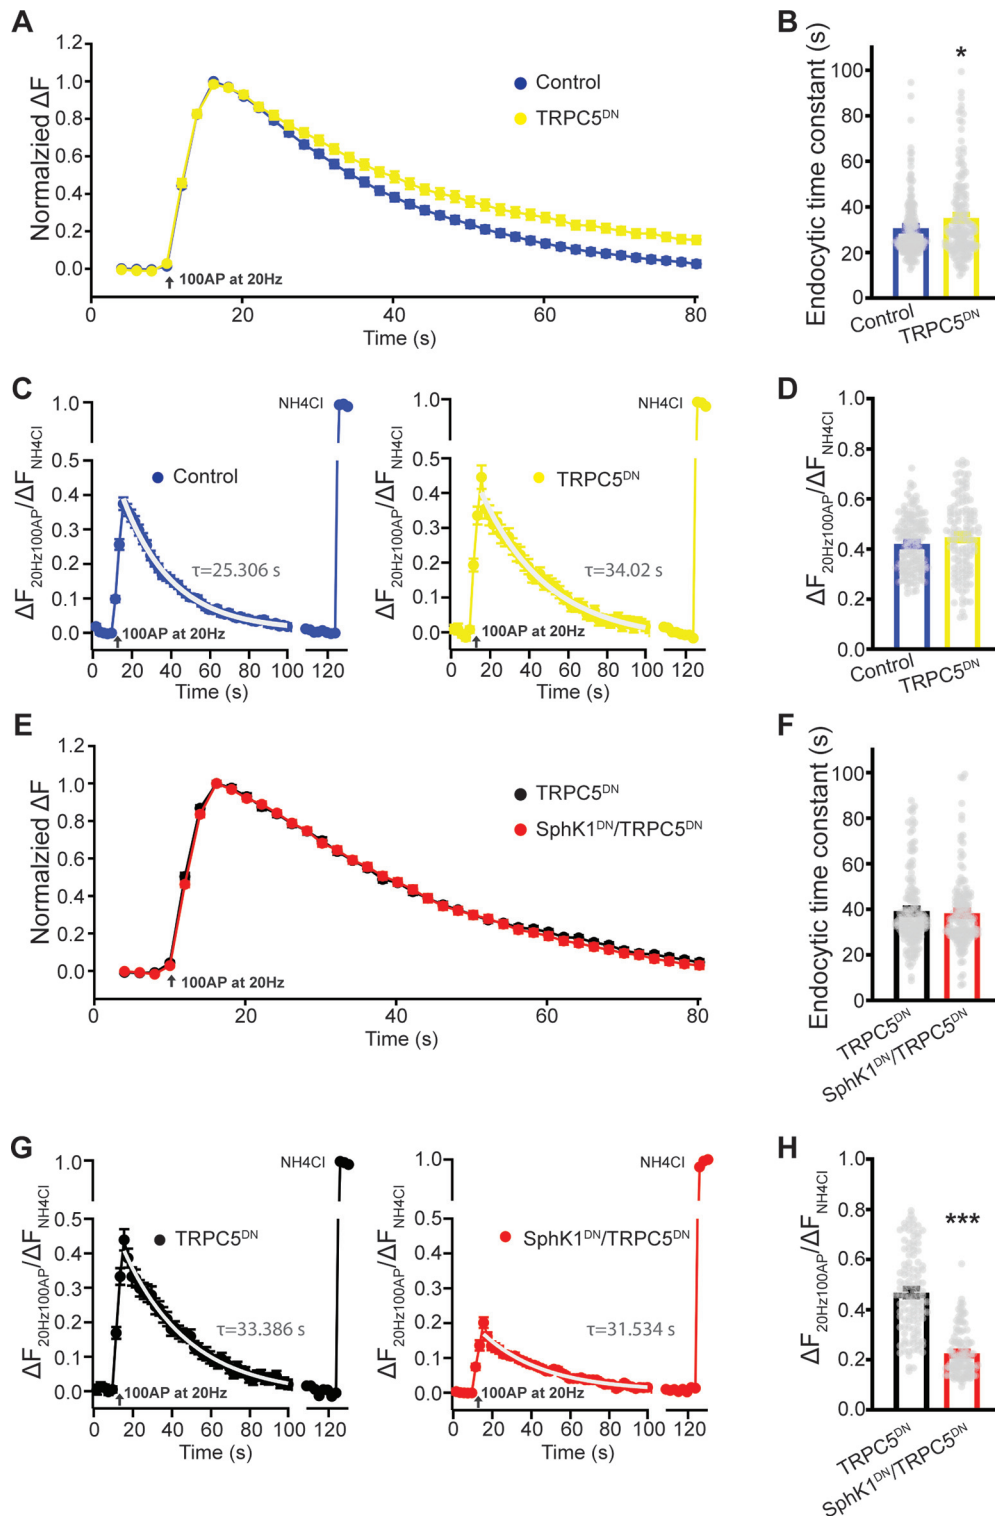 A
Normalzied ΔF
1.2
1.0
0.8
0.6
0.4
0.2
0.0
Control
TRPC5DN
100AP at 20Hz
0 20 40 60 80
Time (s)
B
Endocytic time constant (s)
100
80
60
40
20
0
*
Control
TRPC5DN
C
ΔF20Hz100AP/ΔFNH4Cl
1.0
0.5
0.4
0.3
0.2
0.1
0.0
NH4Cl
Control
τ=25.306 s
100AP at 20Hz
0 20 40 60 80 100 120
Time (s)
ΔF20Hz100AP/ΔFNH4Cl
1.0
0.5
0.4
0.3
0.2
0.1
0.0
NH4Cl
TRPC5DN
τ=34.02 s
100AP at 20Hz
0 20 40 60 80 100 120
Time (s)
D
ΔF20Hz100AP/ΔFNH4Cl
1.0
0.8
0.6
0.4
0.2
0.0
Control
TRPC5DN
E
Normalzied ΔF
1.2
1.0
0.8
0.6
0.4
0.2
0.0
TRPC5DN
SphK1DN/TRPC5DN
100AP at 20Hz
0 20 40 60 80
Time (s)
F
Endocytic time constant (s)
100
80
60
40
20
0
TRPC5DN
SphK1DN/TRPC5DN
G
ΔF20Hz100AP/ΔFNH4Cl
1.0
0.5
0.4
0.3
0.2
0.1
0.0
NH4Cl
TRPC5DN
τ=33.386 s
100AP at 20Hz
0 20 40 60 80 100 120
Time (s)
ΔF20Hz100AP/ΔFNH4Cl
1.0
0.5
0.4
0.3
0.2
0.1
0.0
NH4Cl
SphK1DN/TRPC5DN
τ=31.534 s
100AP at 20Hz
0 20 40 60 80 100 120
Time (s)
H
ΔF20Hz100AP/ΔFNH4Cl
1.0
0.8
0.6
0.4
0.2
0.0
***
TRPC5DN
SphK1DN/TRPC5DN